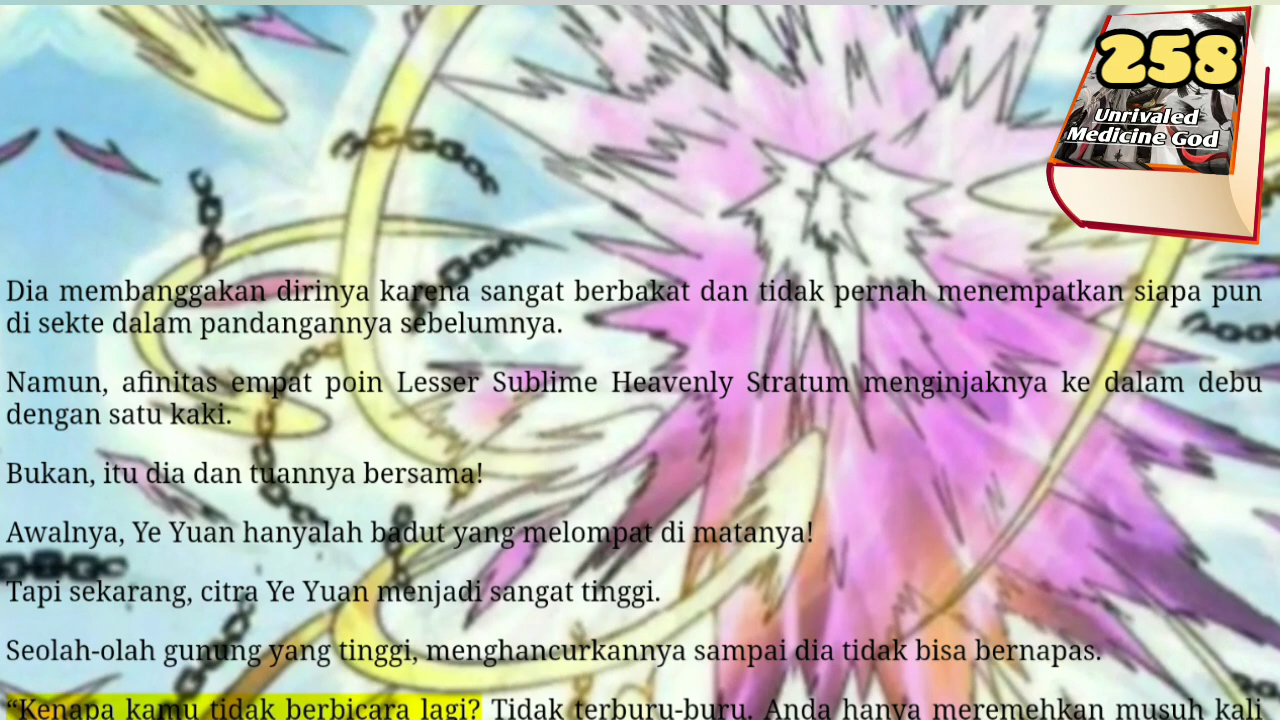 258
Unrivaled
Medicine God
Dia membanggakan dirinya karena sangat berbakat dan tidak pernah menempatkan siapa pun
di sekte dalam pandangannya sebelumnya.
Namun, afinitas empat poin Lesser Sublime Heavenly Stratum menginjaknya ke dalam debu
dengan satu kaki.
Bukan, itu dia dan tuannya bersama!
Awalnya, Ye Yuan hanyalah badut yang melompat di matanya!
Tapi sekarang, citra Ye Yuan menjadi sangat tinggi.
Seolah-olah gunung yang tinggi, menghancurkannya sampai dia tidak bisa bernapas.
“Kenapa kamu tidak berbicara lagi? Tidak terburu-buru. Anda hanya meremehkan musuh kali